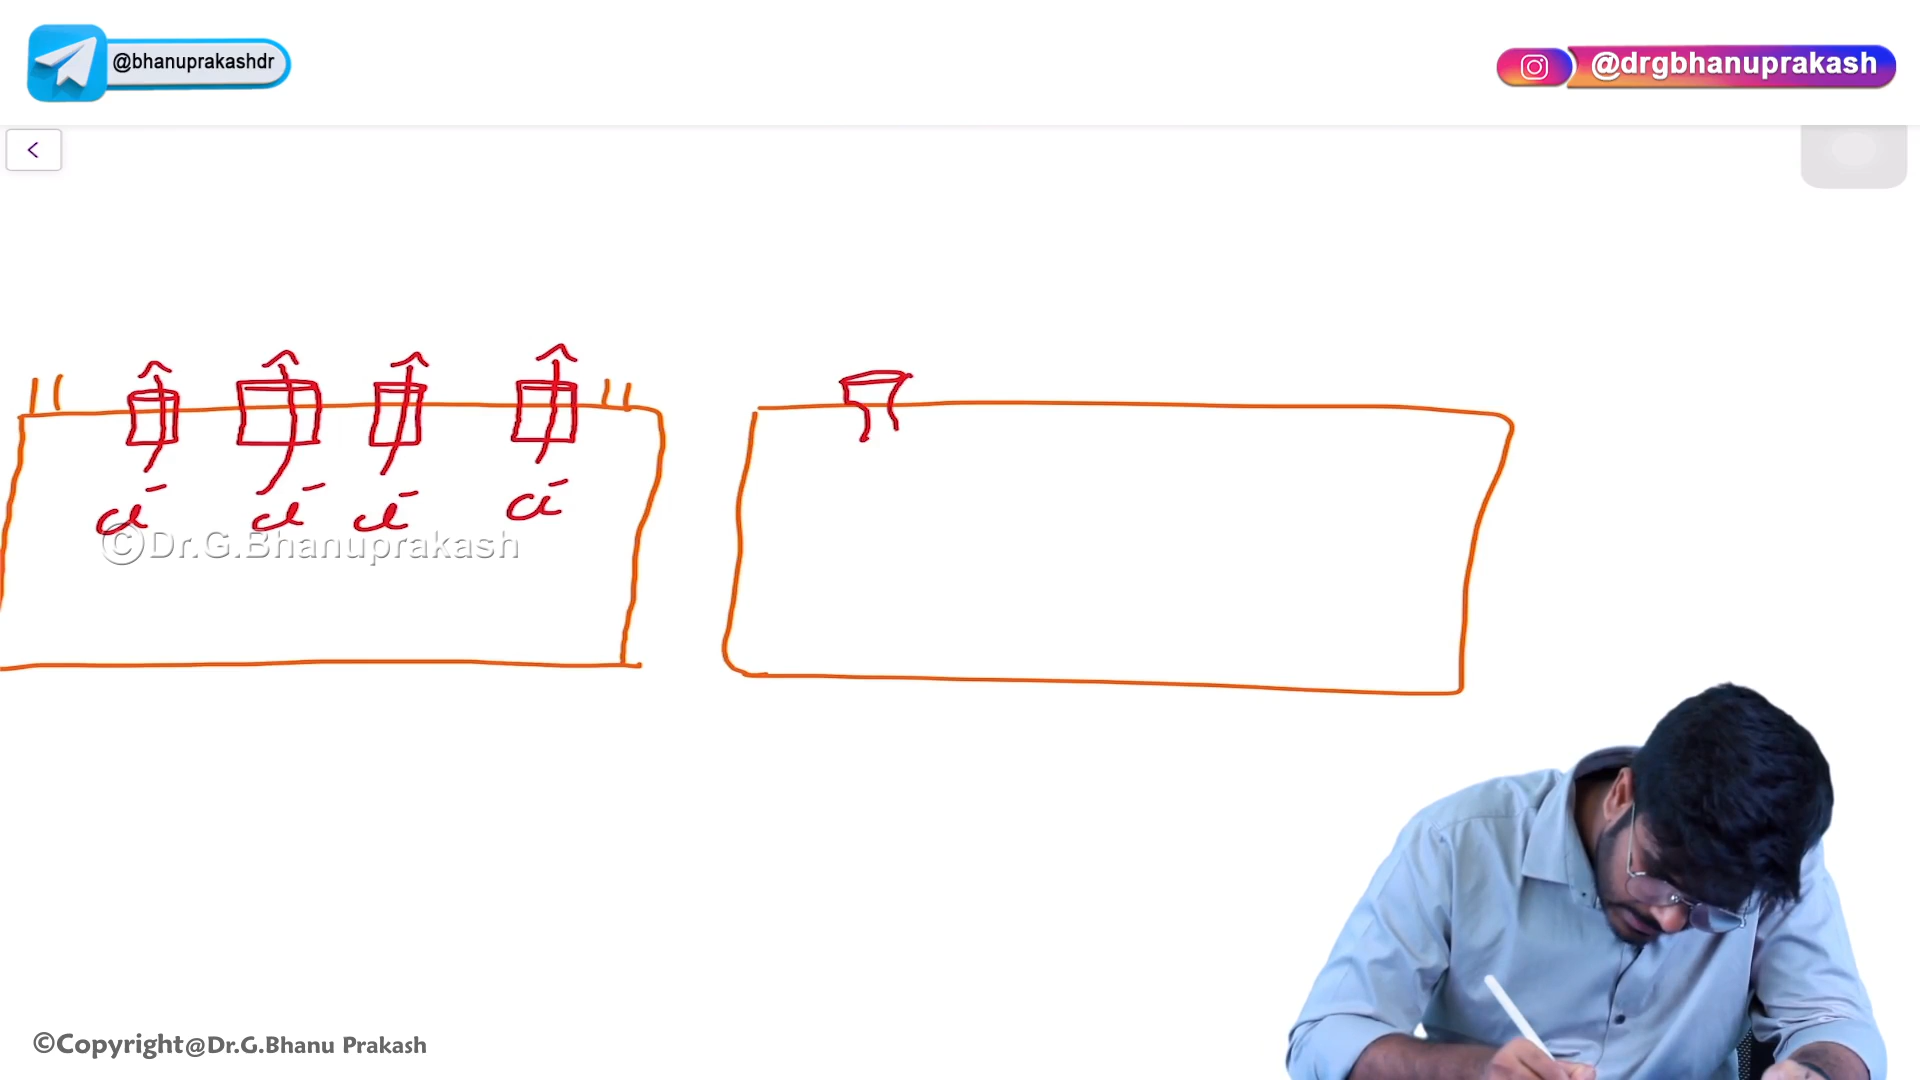 @bhanuprakashdr
@drgbhanuprakash
Cl⁻ Cl⁻ Cl⁻ Cl⁻
©Dr.G.Bhanuprakash
©Copyright@Dr.G.Bhanu Prakash